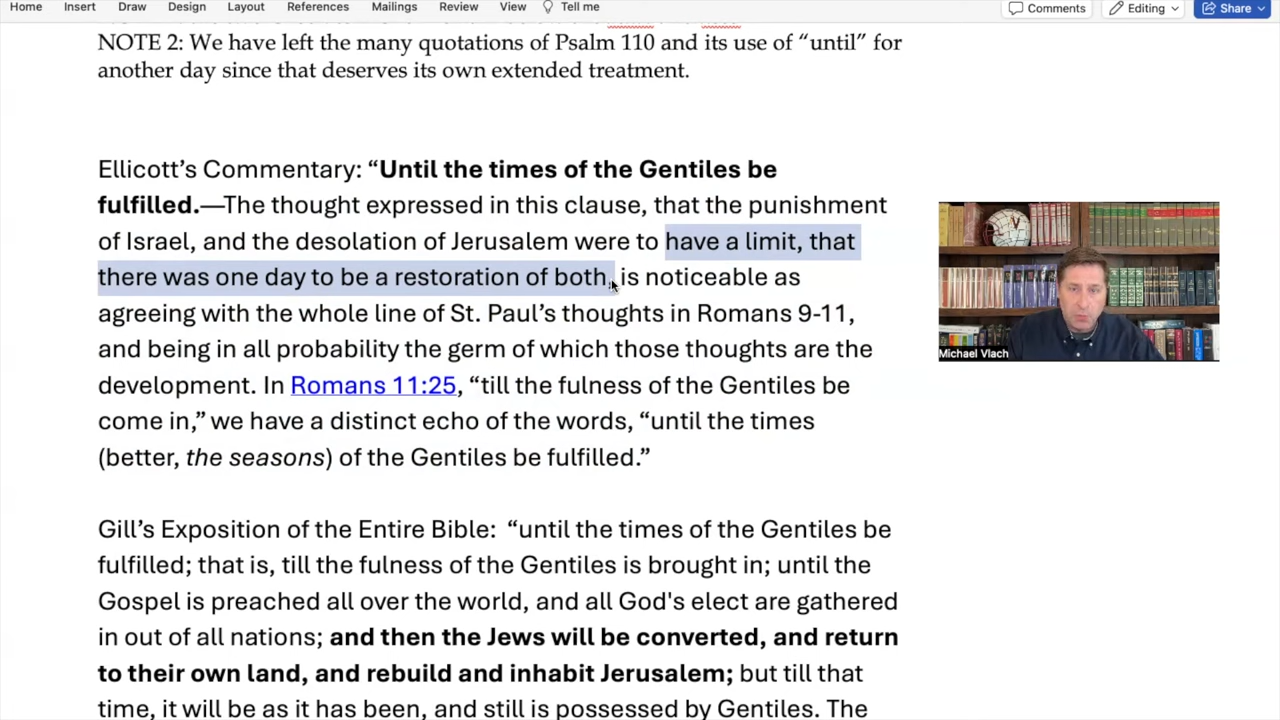 Home Insert Draw Design Layout References Mailings Review View Tell me Comments Editing Share
NOTE 2: We have left the many quotations of Psalm 110 and its use of “until” for
another day since that deserves its own extended treatment.
Ellicott’s Commentary: “Until the times of the Gentiles be
fulfilled.—The thought expressed in this clause, that the punishment
of Israel, and the desolation of Jerusalem were to have a limit, that
there was one day to be a restoration of both, is noticeable as
agreeing with the whole line of St. Paul’s thoughts in Romans 9-11,
and being in all probability the germ of which those thoughts are the
development. In Romans 11:25, “till the fulness of the Gentiles be
come in,” we have a distinct echo of the words, “until the times
(better, the seasons) of the Gentiles be fulfilled.”
Michael Vlach
Gill’s Exposition of the Entire Bible: “until the times of the Gentiles be
fulfilled; that is, till the fulness of the Gentiles is brought in; until the
Gospel is preached all over the world, and all God's elect are gathered
in out of all nations; and then the Jews will be converted, and return
to their own land, and rebuild and inhabit Jerusalem; but till that
time, it will be as it has been, and still is possessed by Gentiles. The